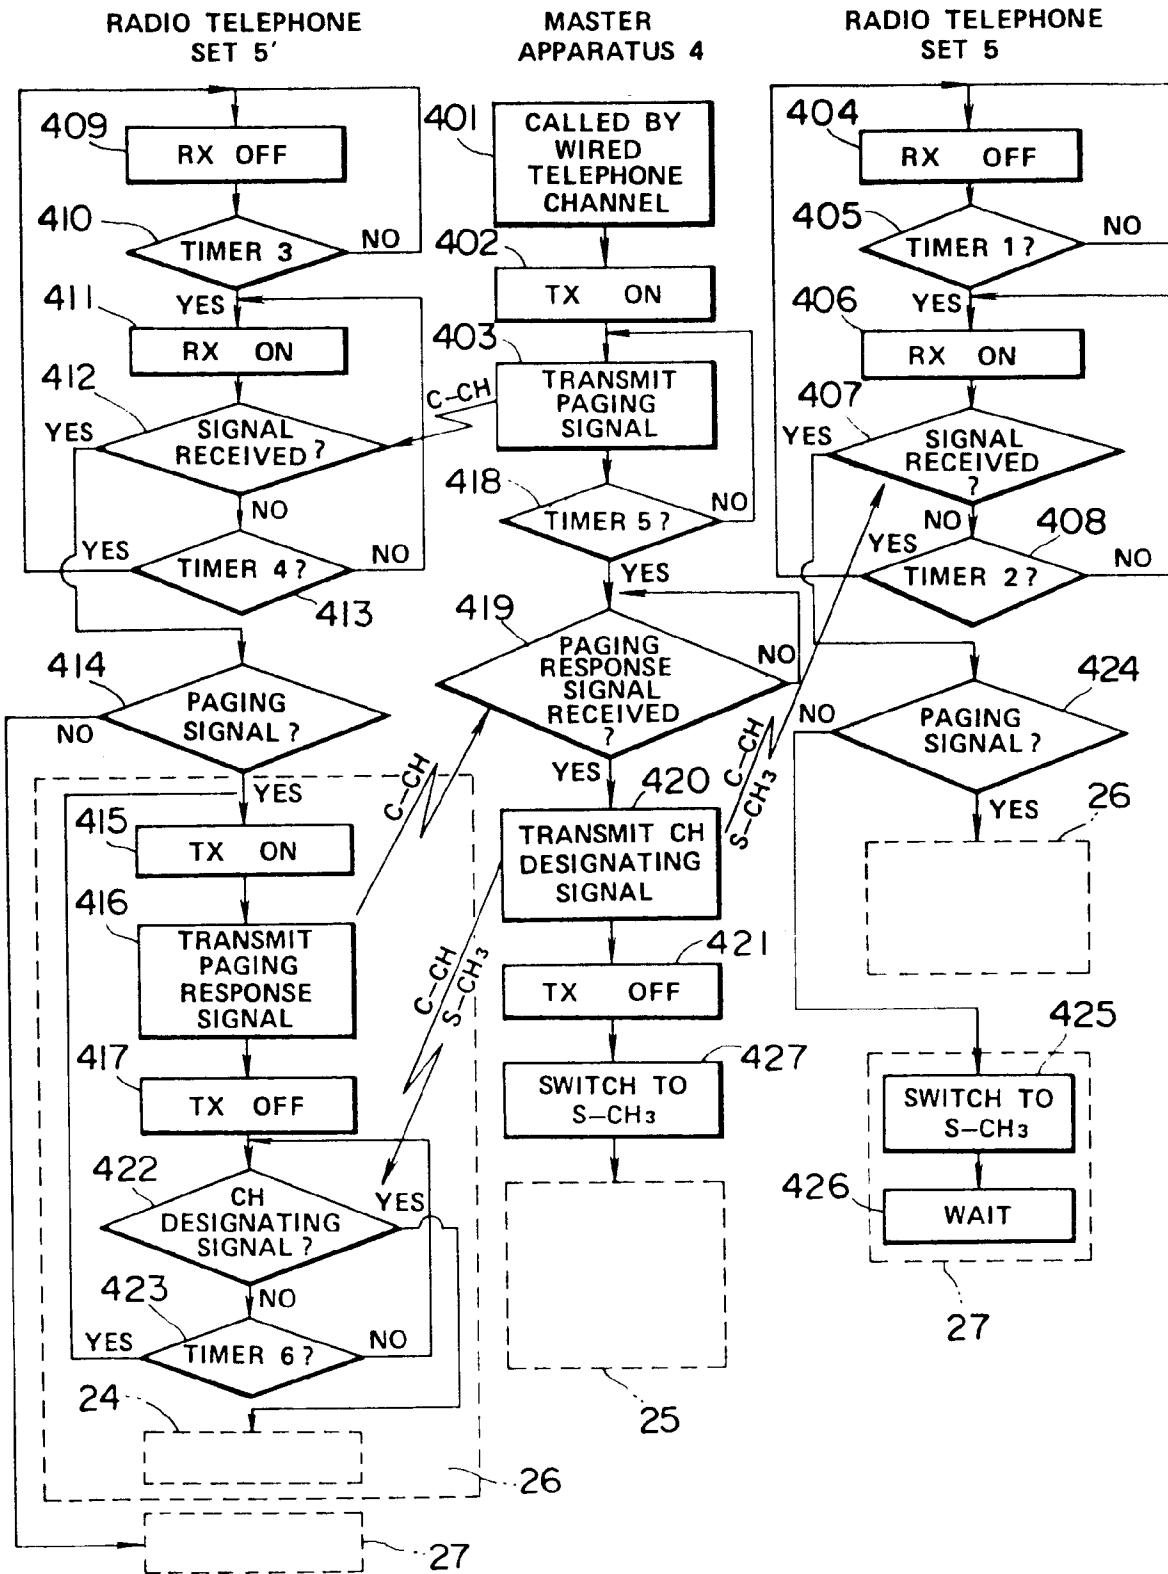 RADIO TELEPHONE
SET 5'
409
RX OFF
410
TIMER 3
NO
YES
411
RX ON
412
C-CH
YES
SIGNAL
RECEIVED ?
NO
YES
TIMER 4 ?
NO
413
414
PAGING
SIGNAL ?
NO
YES
415
TX ON
C-CH
416
TRANSMIT
PAGING
RESPONSE
SIGNAL
C-CH
S-CH3
417
TX OFF
422
YES
CH
DESIGNATING
SIGNAL ?
423
NO
YES
TIMER 6 ?
NO
24
26
27
MASTER
APPARATUS 4
401
CALLED BY
WIRED
TELEPHONE
CHANNEL
402
TX ON
403
TRANSMIT
PAGING
SIGNAL
418
TIMER 5 ?
NO
YES
419
PAGING
RESPONSE
SIGNAL
RECEIVED
?
NO
YES
420
TRANSMIT CH
DESIGNATING
SIGNAL
C-CH
S-CH3
421
TX OFF
427
SWITCH TO
S-CH3
25
RADIO TELEPHONE
SET 5
404
RX OFF
405
TIMER 1 ?
NO
YES
406
RX ON
407
YES
SIGNAL
RECEIVED
?
NO
408
YES
TIMER 2 ?
NO
424
NO
PAGING
SIGNAL ?
YES
26
425
SWITCH TO
S-CH3
426
WAIT
27